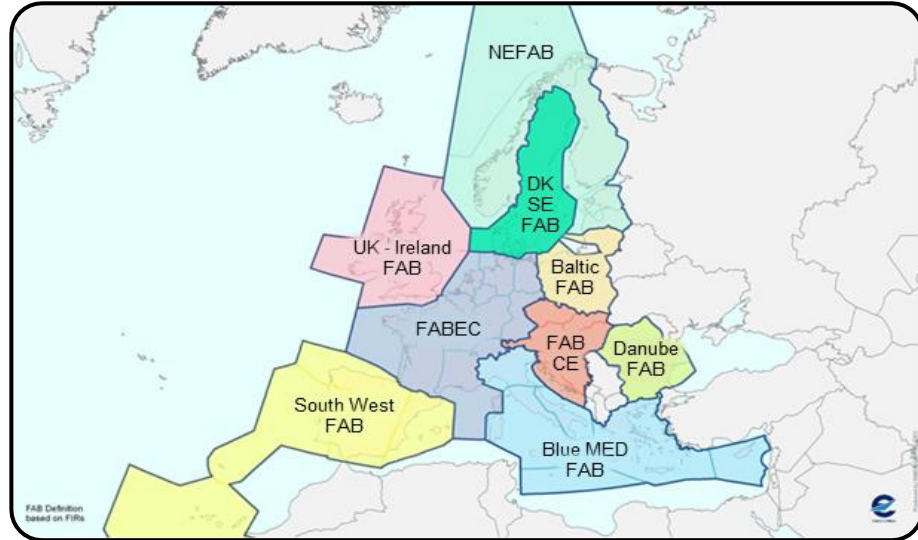 NEFAB
DK
SE
FAB
UK - Ireland
FAB
Baltic
FAB
FABEC
FAB
CE
Danube
FAB
South West
FAB
Blue MED
FAB
FAB Definition
based on FIRs